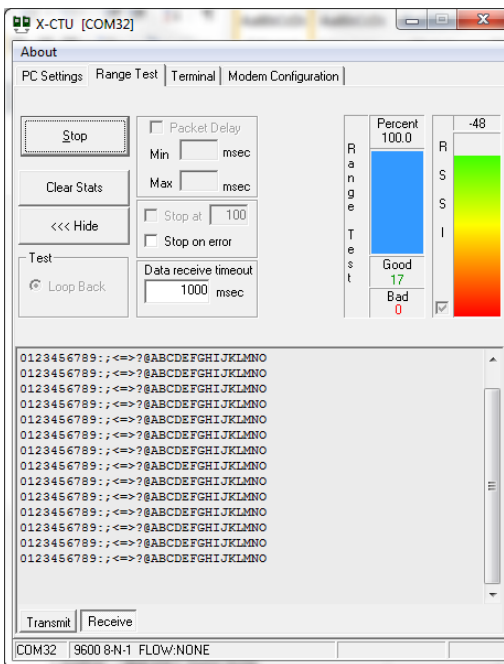 X-CTU [COM32]
About
PC Settings Range Test Terminal Modem Configuration
Stop
Clear Stats
<<< Hide
Test
Loop Back
Packet Delay
Min msec
Max msec
Stop at 100
Stop on error
Data receive timeout
1000 msec
Range Test
Percent
100.0
Good
17
Bad
0
RSSI
-48
0123456789:;<=>?@ABCDEFGHIJKLMNO
0123456789:;<=>?@ABCDEFGHIJKLMNO
0123456789:;<=>?@ABCDEFGHIJKLMNO
0123456789:;<=>?@ABCDEFGHIJKLMNO
0123456789:;<=>?@ABCDEFGHIJKLMNO
0123456789:;<=>?@ABCDEFGHIJKLMNO
0123456789:;<=>?@ABCDEFGHIJKLMNO
0123456789:;<=>?@ABCDEFGHIJKLMNO
0123456789:;<=>?@ABCDEFGHIJKLMNO
0123456789:;<=>?@ABCDEFGHIJKLMNO
0123456789:;<=>?@ABCDEFGHIJKLMNO
0123456789:;<=>?@ABCDEFGHIJKLMNO
0123456789:;<=>?@ABCDEFGHIJKLMNO
Transmit Receive
COM32 9600 8-N-1 FLOW:NONE